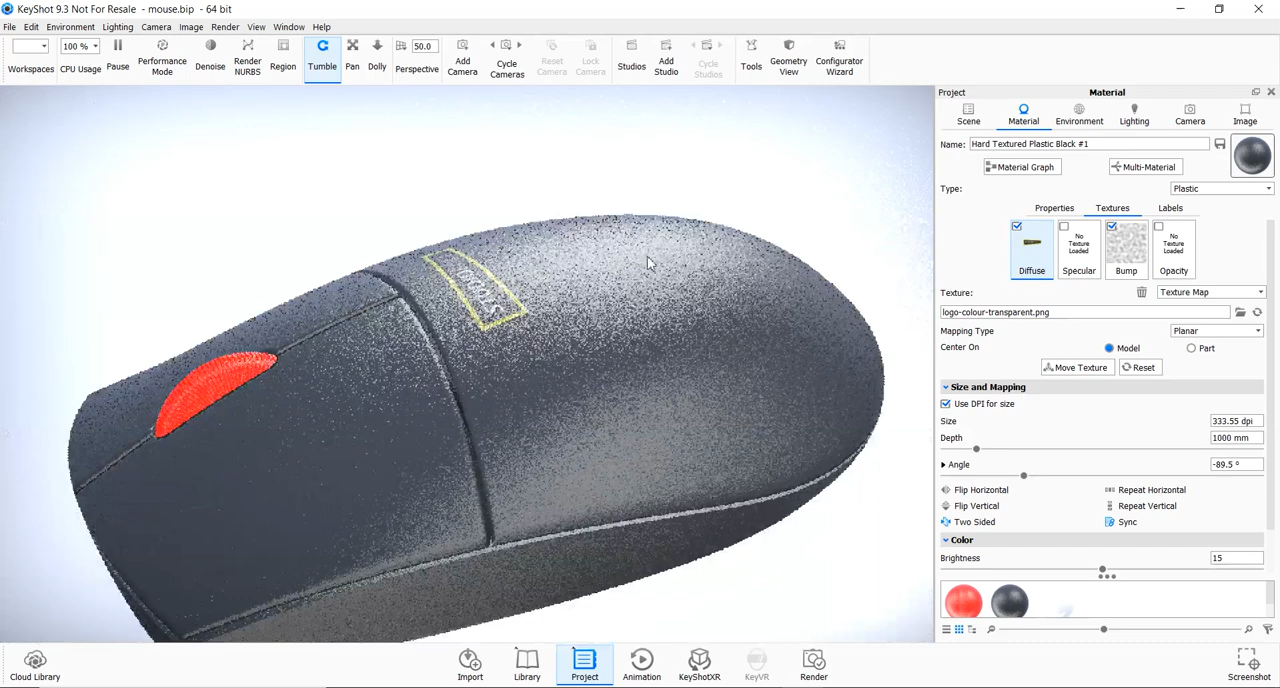 KeyShot 9.3 Not For Resale - mouse.bip - 64 bit
File Edit Environment Lighting Camera Image Render View Window Help
100 % 50.0
Workspaces CPU Usage Pause Performance Mode Denoise Render NURBS Region Tumble Pan Dolly Perspective Add Camera Cycle Cameras Reset Camera Lock Camera Studios Add Studio Cycle Studios Tools Geometry View Configurator Wizard
Project Material
Scene Material Environment Lighting Camera Image
Name: Hard Textured Plastic Black #1
Material Graph Multi-Material
Type: Plastic
Properties Textures Labels
No Texture Loaded No Texture Loaded
Diffuse Specular Bump Opacity
Texture: Texture Map
logo-colour-transparent.png
Mapping Type Planar
Center On Model Part
Move Texture Reset
Size and Mapping
Use DPI for size
Size 333.55 dpi
Depth 1000 mm
Angle -89.5 °
Flip Horizontal Repeat Horizontal
Flip Vertical Repeat Vertical
Two Sided Sync
Color
Brightness 15
Cloud Library Import Library Project Animation KeyShotXR KeyVR Render Screenshot